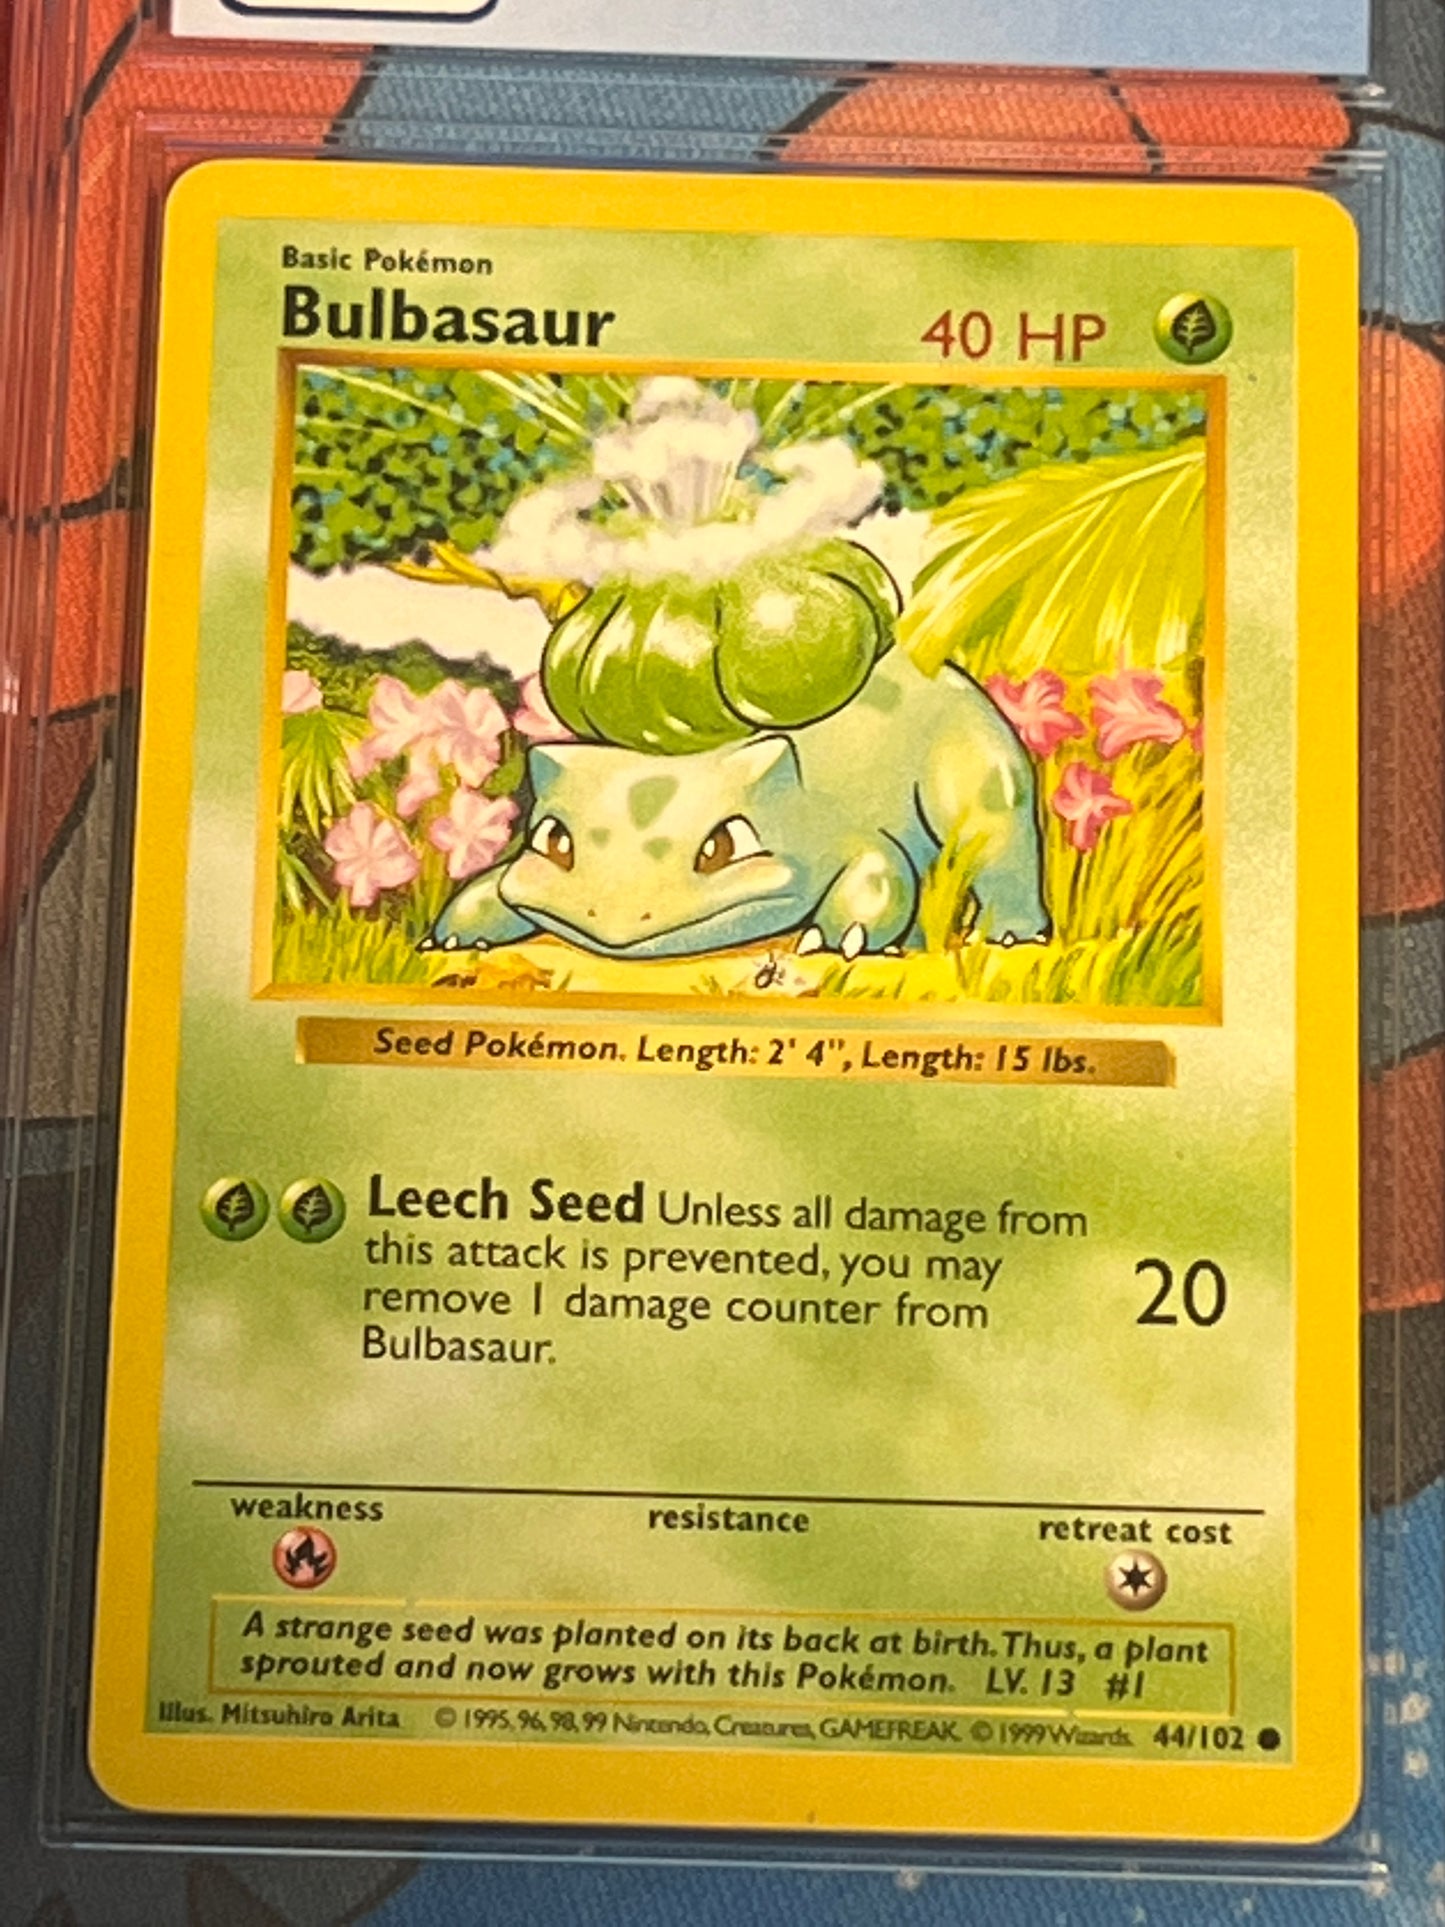 Basic Pokémon
Bulbasaur 40 HP
Seed Pokémon. Length: 2' 4", Length: 15 lbs.
Leech Seed Unless all damage from
this attack is prevented, you may
remove 1 damage counter from
Bulbasaur.
20
weakness resistance retreat cost
A strange seed was planted on its back at birth. Thus, a plant
sprouted and now grows with this Pokémon. LV. 13 #1
Illus. Mitsuhiro Arita © 1995, 96, 98, 99 Nintendo, Creatures, GAMEFREAK. © 1999 Wizards. 44/102